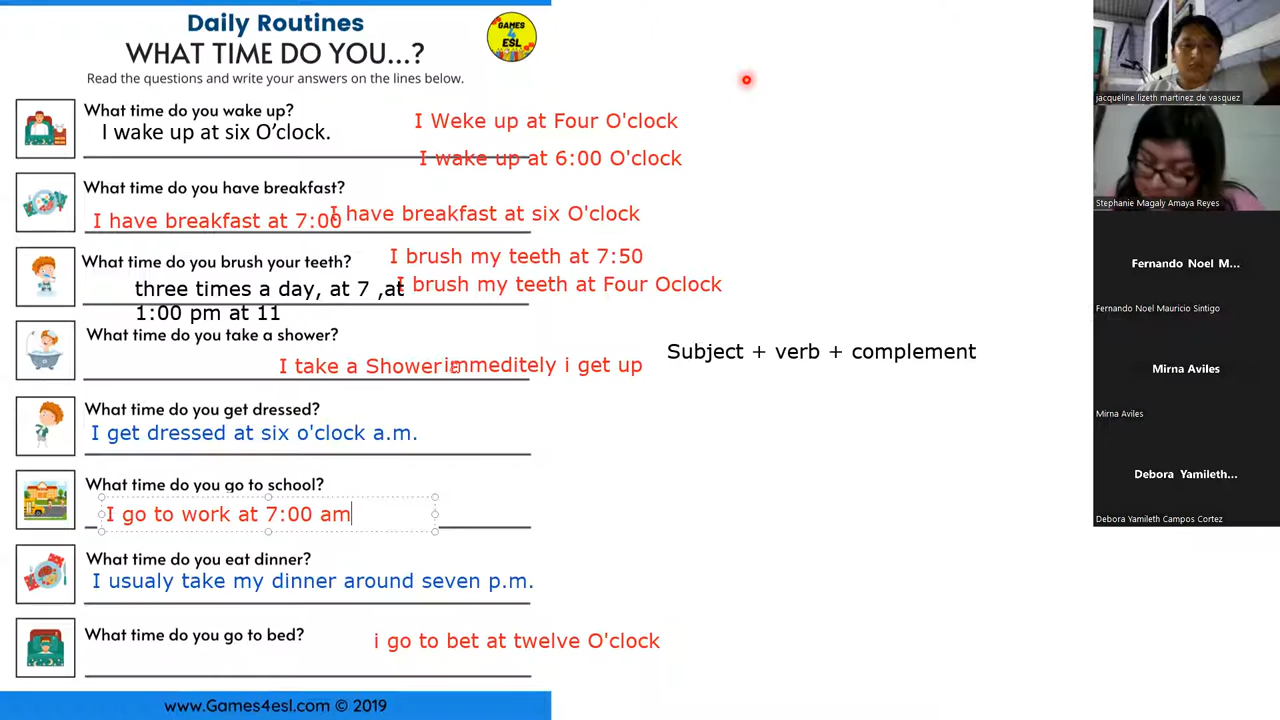 Daily Routines
WHAT TIME DO YOU...?
Read the questions and write your answers on the lines below.
GAMES
4
ESL
What time do you wake up?
I wake up at six O’clock.
I Weke up at Four O'clock
I wake up at 6:00 O'clock
What time do you have breakfast?
I have breakfast at 7:00
I have breakfast at six O'clock
What time do you brush your teeth?
I brush my teeth at 7:50
three times a day, at 7 ,at
1:00 pm at 11
I brush my teeth at Four Oclock
What time do you take a shower?
I take a Shower
immeditely i get up
Subject + verb + complement
What time do you get dressed?
I get dressed at six o'clock a.m.
What time do you go to school?
I go to work at 7:00 am
What time do you eat dinner?
I usualy take my dinner around seven p.m.
What time do you go to bed?
i go to bet at twelve O'clock
www.Games4esl.com © 2019
jacqueline lizeth martinez de vasquez
Stephanie Magaly Amaya Reyes
Fernando Noel M...
Fernando Noel Mauricio Sintigo
Mirna Aviles
Mirna Aviles
Debora Yamileth...
Debora Yamileth Campos Cortez